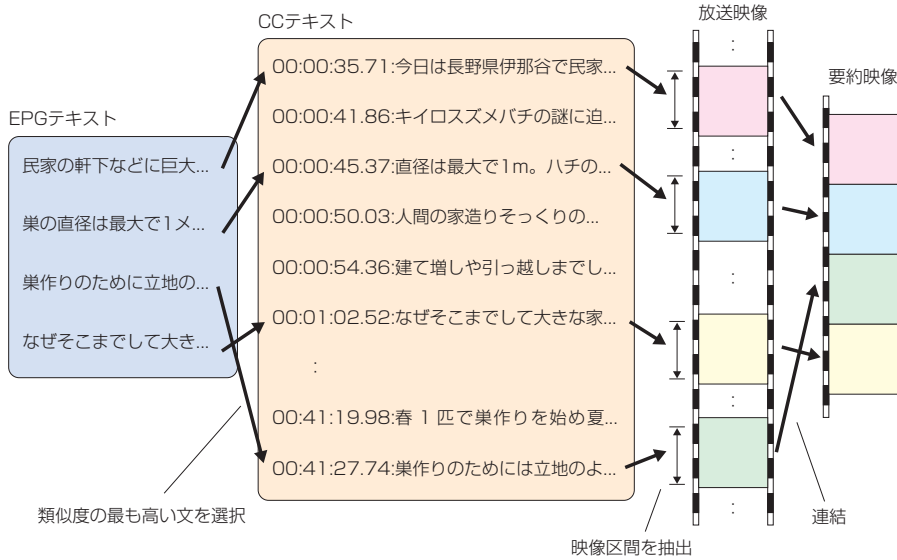 EPGテキスト
民家の軒下などに巨大...
巣の直径は最大で1メ...
巣作りのために立地の...
なぜそこまでして大き...
類似度の最も高い文を選択
CCテキスト
00:00:35.71:今日は長野県伊那谷で民家...
00:00:41.86:キイロスズメバチの謎に迫...
00:00:45.37:直径は最大で1m。ハチの...
00:00:50.03:人間の家造りそっくりの...
00:00:54.36:建て増しや引っ越しまでし...
00:01:02.52:なぜそこまでして大きな家...
:
00:41:19.98:春 1 匹で巣作りを始め夏...
00:41:27.74:巣作りのためには立地のよ...
放送映像
:
:
:
:
:
映像区間を抽出
要約映像
連結